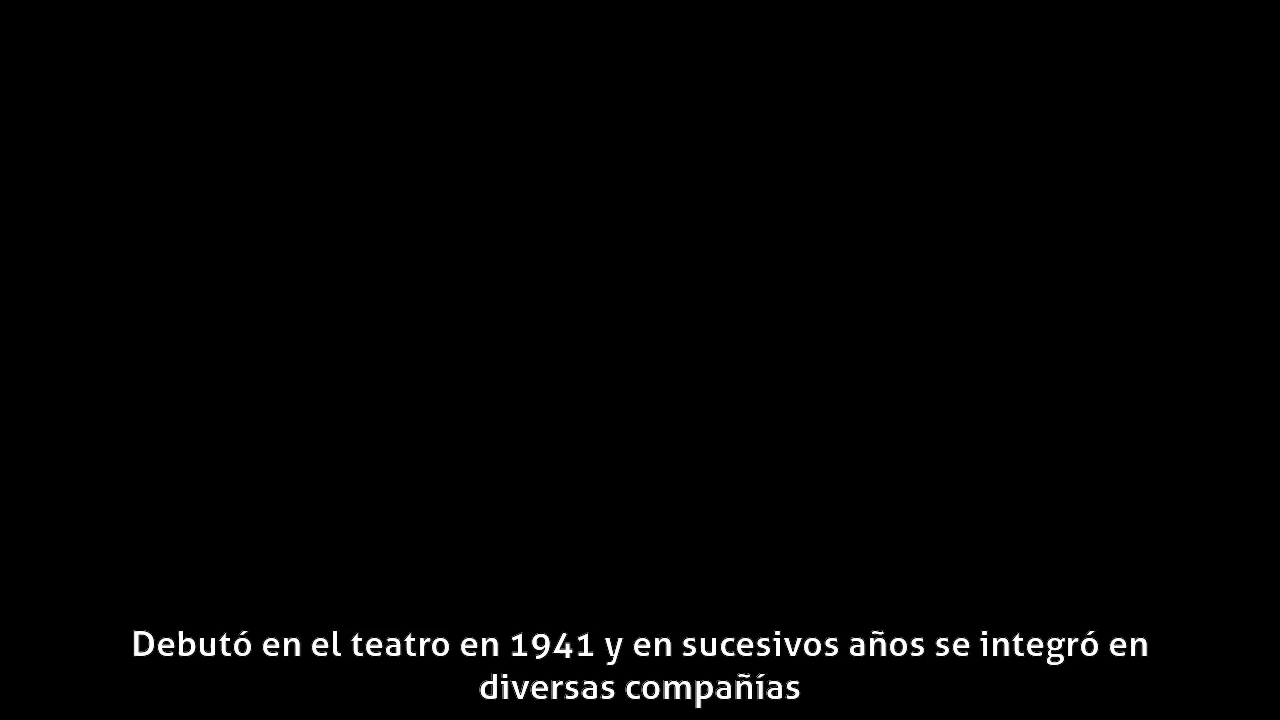 Debutó en el teatro en 1941 y en sucesivos años se integró en
diversas compañías